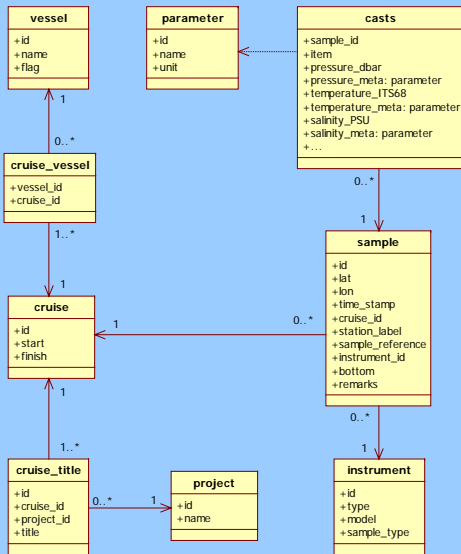 vessel
+id
+name
+flag
parameter
+id
+name
+unit
casts
+sample_id
+item
+pressure_dbar
+pressure_meta: parameter
+temperature_ITS68
+temperature_meta: parameter
+salinity_PSU
+salinity_meta: parameter
+...
1
0..*
cruise_vessel
+vessel_id
+cruise_id
1..*
1
0..*
1
sample
+id
+lat
+lon
+time_stamp
+cruise_id
+station_label
+sample_reference
+instrument_id
+bottom
+remarks
cruise
+id
+start
+finish
1
0..*
1
1..*
0..*
1
cruise_title
+id
+cruise_id
+project_id
+title
0..*
1
project
+id
+name
instrument
+id
+type
+model
+sample_type